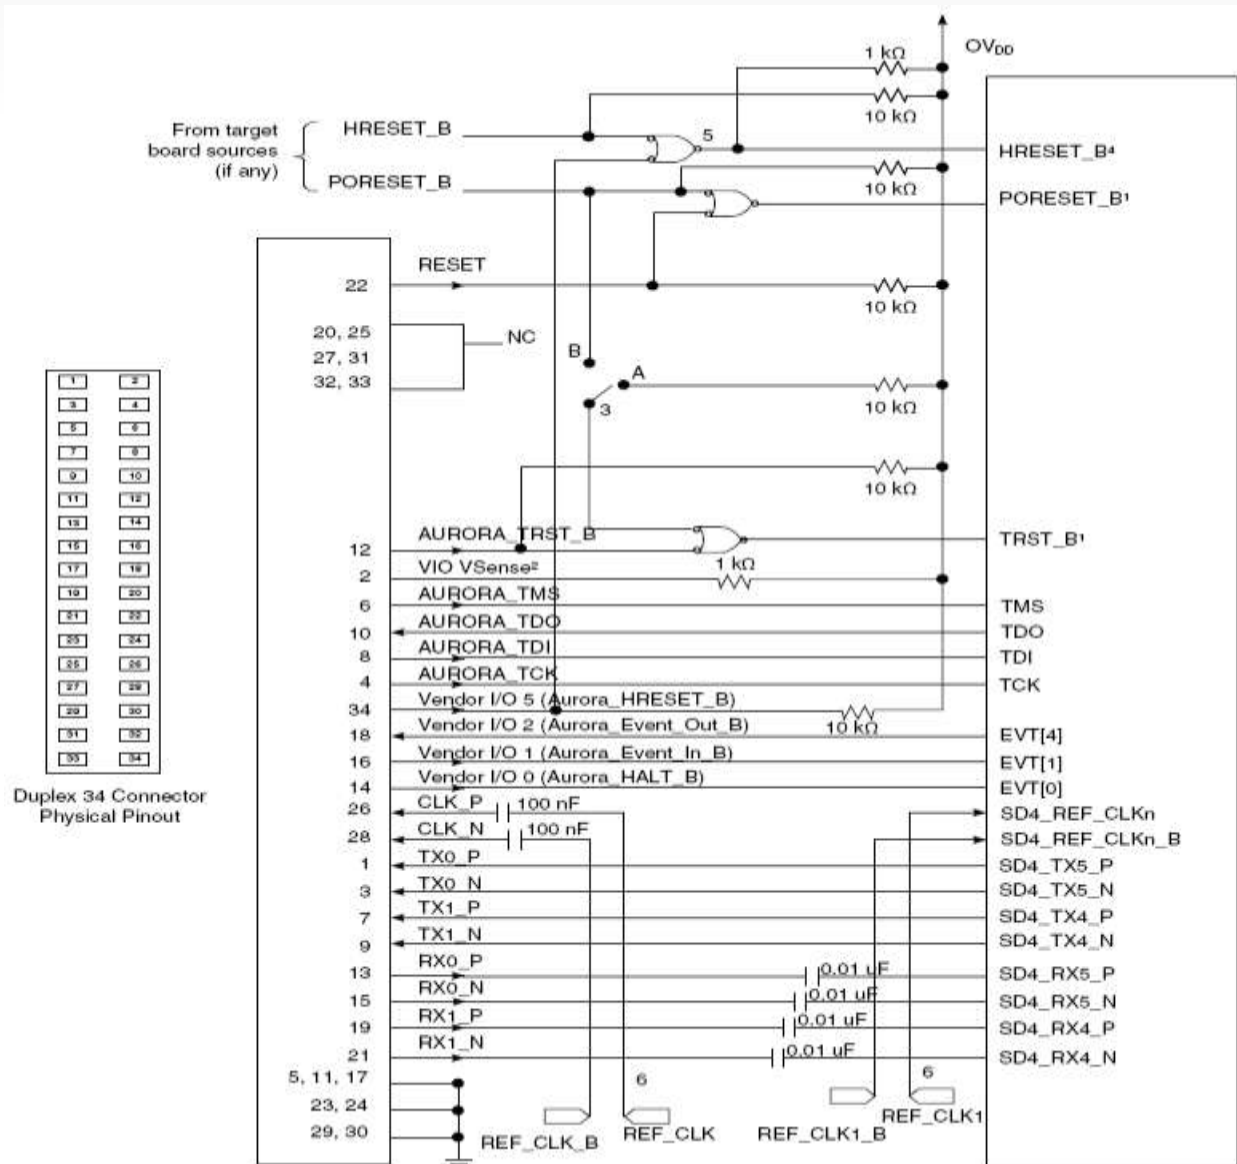 OVDD
1 kΩ
10 kΩ
From target
board sources
(if any)
HRESET_B
5
HRESET_B⁴
PORESET_B
10 kΩ
PORESET_B¹
RESET
22
10 kΩ
20, 25
27, 31
32, 33
NC
B
A
3
10 kΩ
10 kΩ
1 2
3 4
5 6
7 8
9 10
11 12
13 14
15 16
17 18
19 20
21 22
23 24
25 26
27 28
29 30
31 32
33 34
Duplex 34 Connector
Physical Pinout
12 AURORA_TRST_B
TRST_B¹
2 VIO VSense²
1 kΩ
6 AURORA_TMS
TMS
10 AURORA_TDO
TDO
8 AURORA_TDI
TDI
4 AURORA_TCK
TCK
34 Vendor I/O 5 (Aurora_HRESET_B)
10 kΩ
18 Vendor I/O 2 (Aurora_Event_Out_B)
EVT[4]
16 Vendor I/O 1 (Aurora_Event_In_B)
EVT[1]
14 Vendor I/O 0 (Aurora_HALT_B)
EVT[0]
26 CLK_P 100 nF
SD4_REF_CLKn
28 CLK_N 100 nF
SD4_REF_CLKn_B
1 TX0_P
SD4_TX5_P
3 TX0_N
SD4_TX5_N
7 TX1_P
SD4_TX4_P
9 TX1_N
SD4_TX4_N
13 RX0_P 0.01 uF
SD4_RX5_P
15 RX0_N 0.01 uF
SD4_RX5_N
19 RX1_P 0.01 uF
SD4_RX4_P
21 RX1_N 0.01 uF
SD4_RX4_N
5, 11, 17
23, 24
29, 30
6
6
REF_CLK_B
REF_CLK
REF_CLK1_B
REF_CLK1